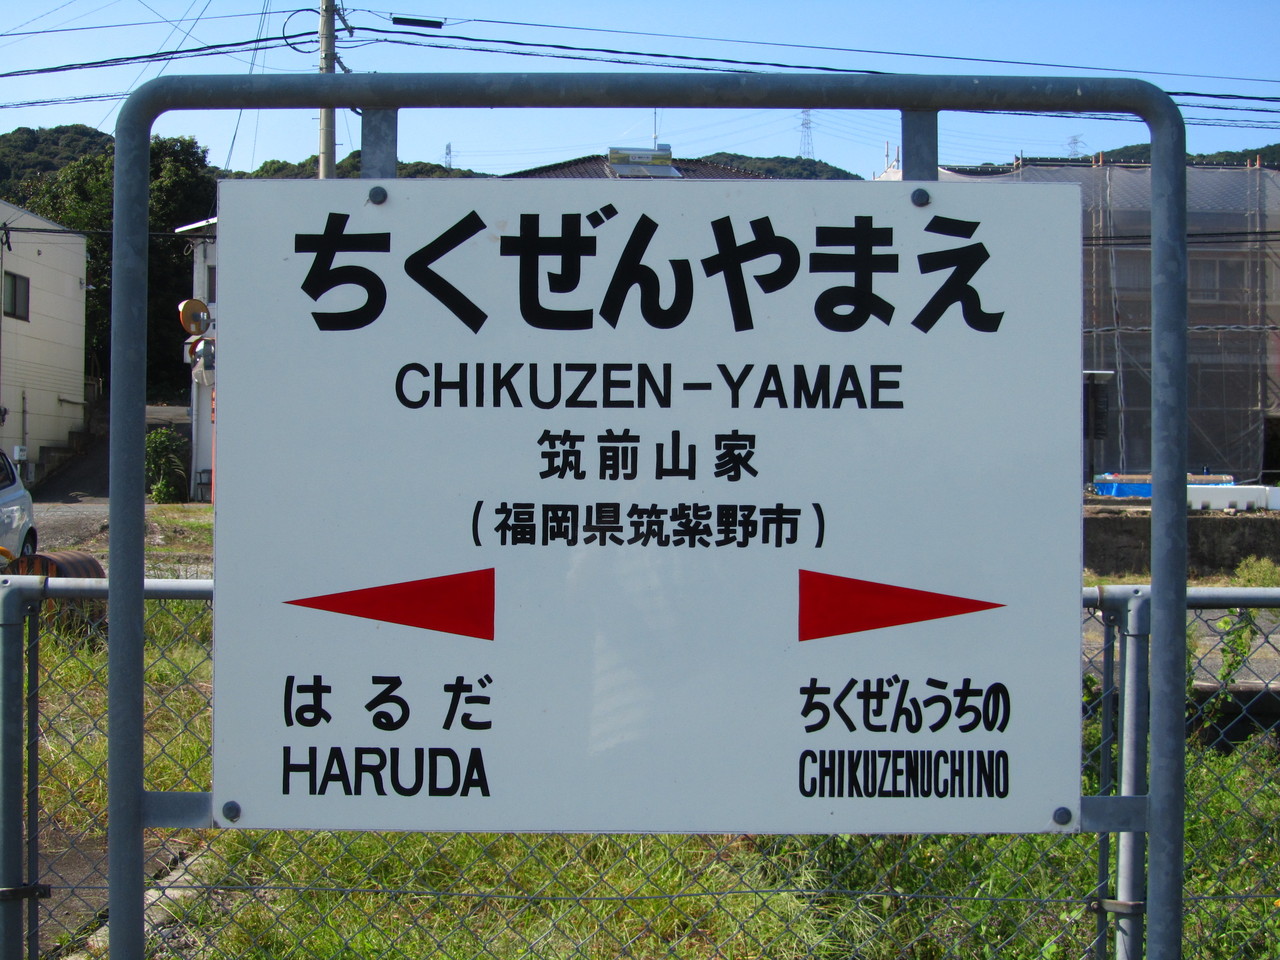 ちくぜんやまえ
CHIKUZEN-YAMAE
筑前山家
(福岡県筑紫野市)
はるだ ちくぜんうちの
HARUDA CHIKUZENUCHINO